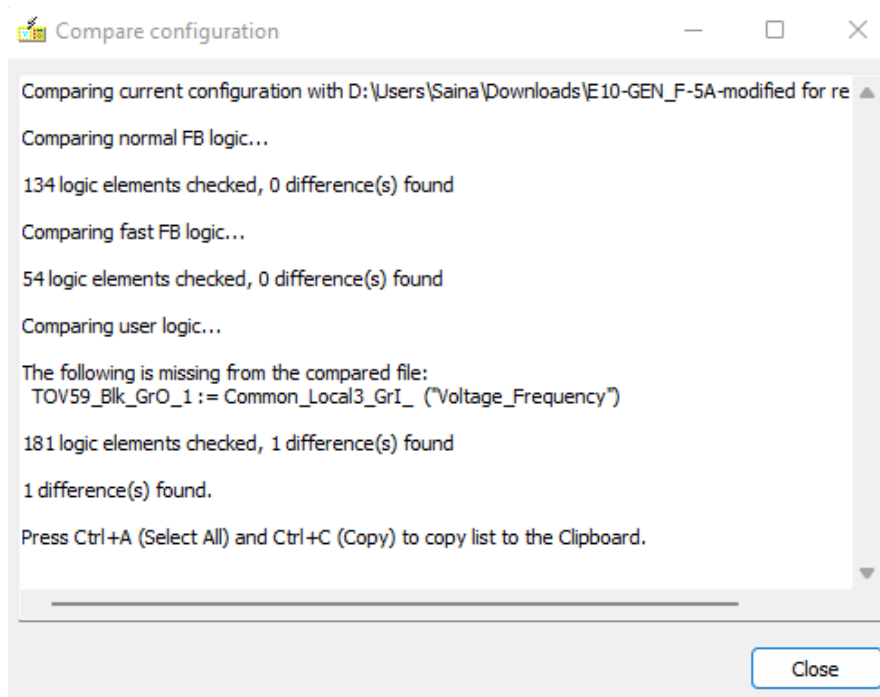 Compare configuration
Comparing current configuration with D:\Users\Saina\Downloads\E10-GEN_F-5A-modified for re
Comparing normal FB logic...
134 logic elements checked, 0 difference(s) found
Comparing fast FB logic...
54 logic elements checked, 0 difference(s) found
Comparing user logic...
The following is missing from the compared file:
TOV59_Blk_GrO_1 := Common_Local3_GrI_ ("Voltage_Frequency")
181 logic elements checked, 1 difference(s) found
1 difference(s) found.
Press Ctrl+A (Select All) and Ctrl+C (Copy) to copy list to the Clipboard.
Close